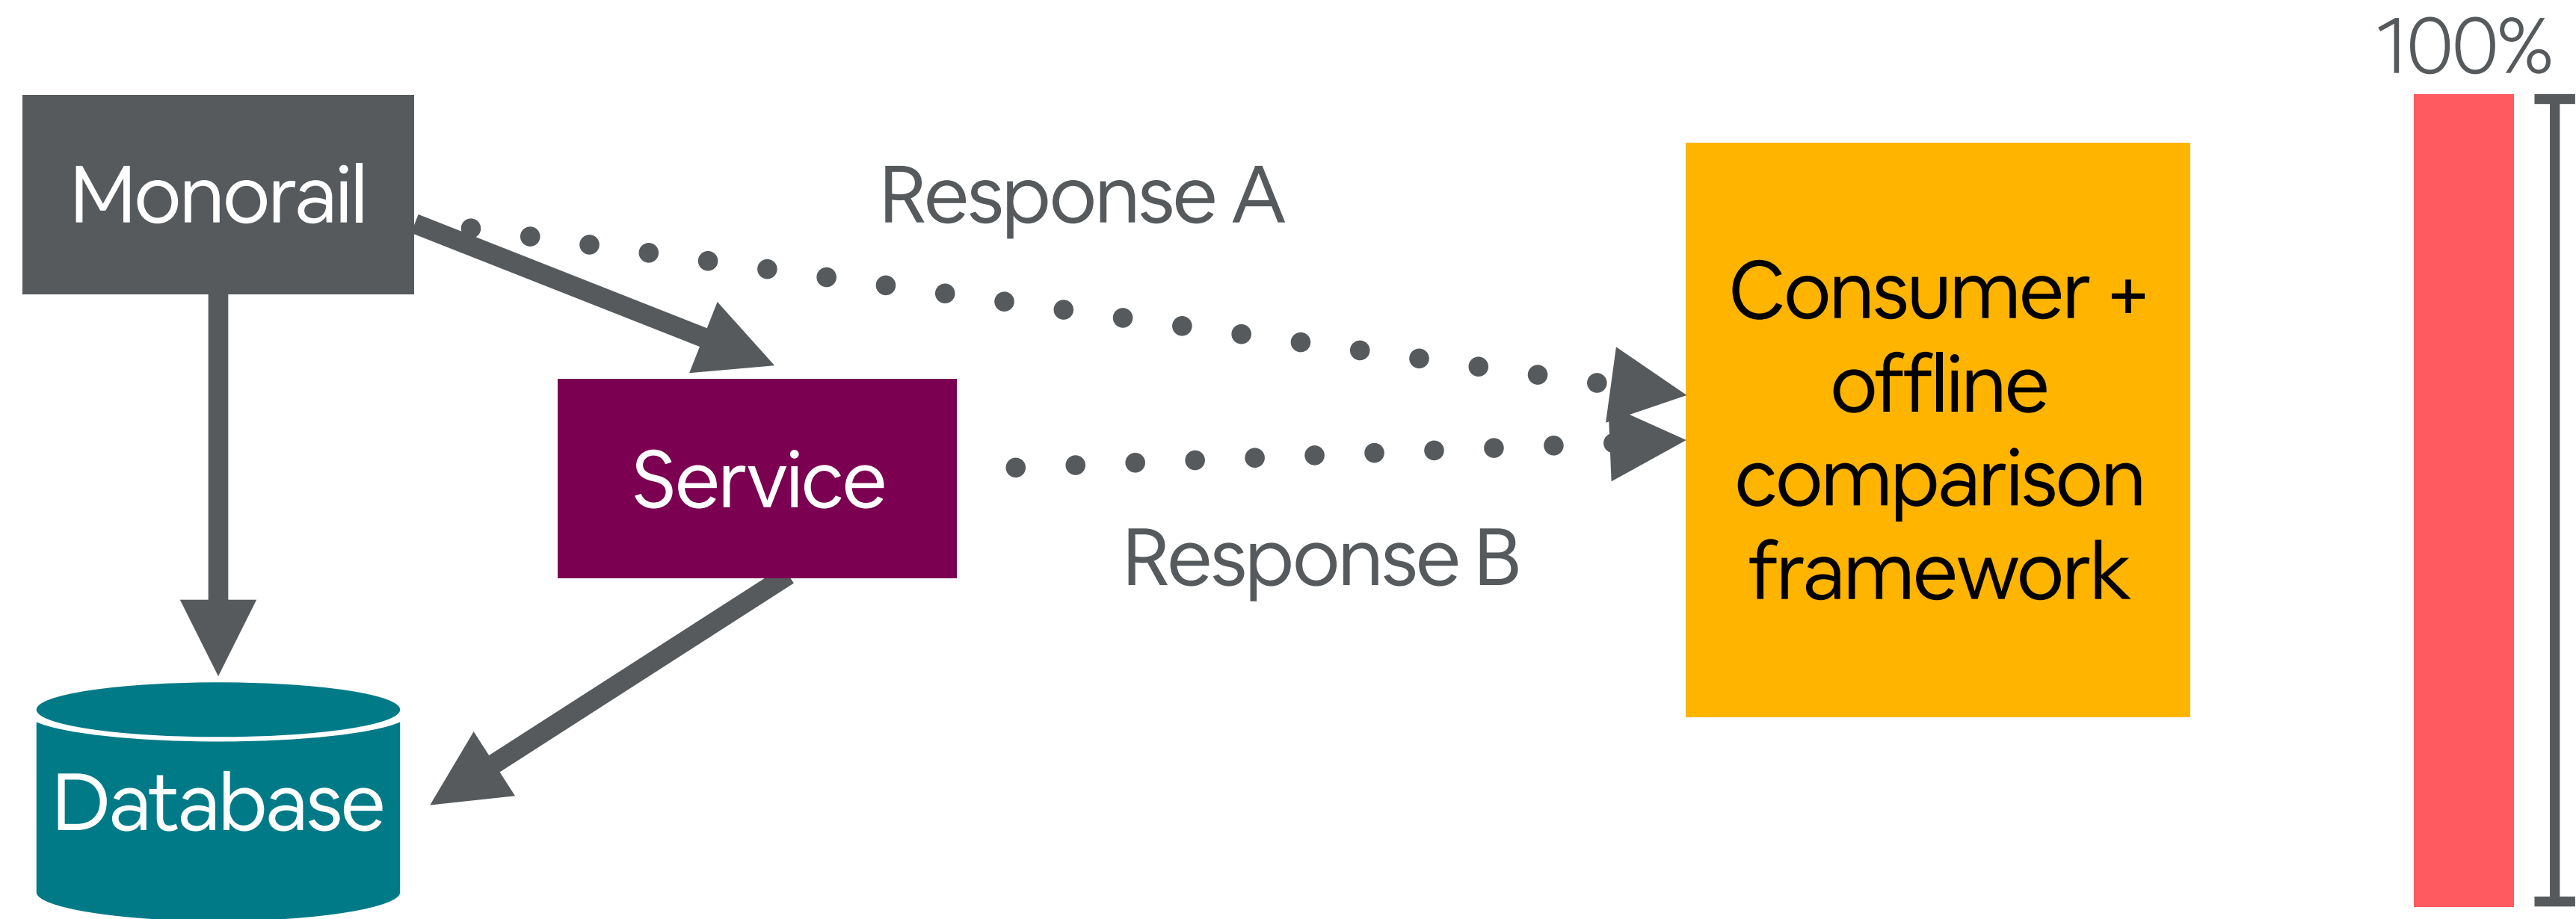 100%
Monorail
Response A
Consumer +
offline
comparison
framework
Service
Response B
Database